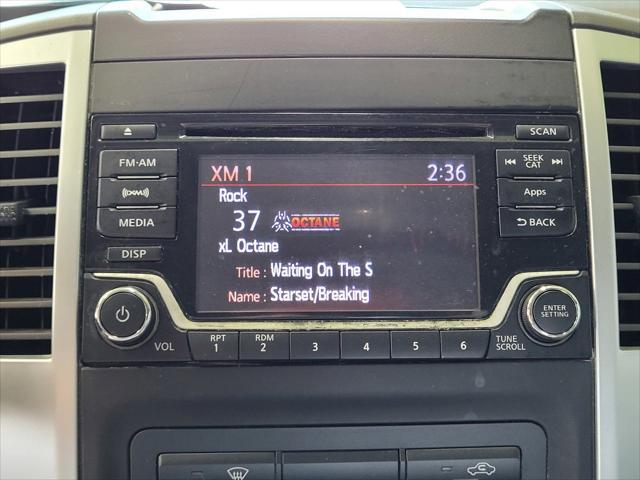 SCAN
FM·AM
SEEK
CAT
XM
Apps
MEDIA
BACK
DISP
XM 1 2:36
Rock
37 OCTANE
xL Octane
Title : Waiting On The S
Name : Starset/Breaking
VOL
RPT
1
RDM
2
3
4
5
6
TUNE
SCROLL
ENTER
SETTING